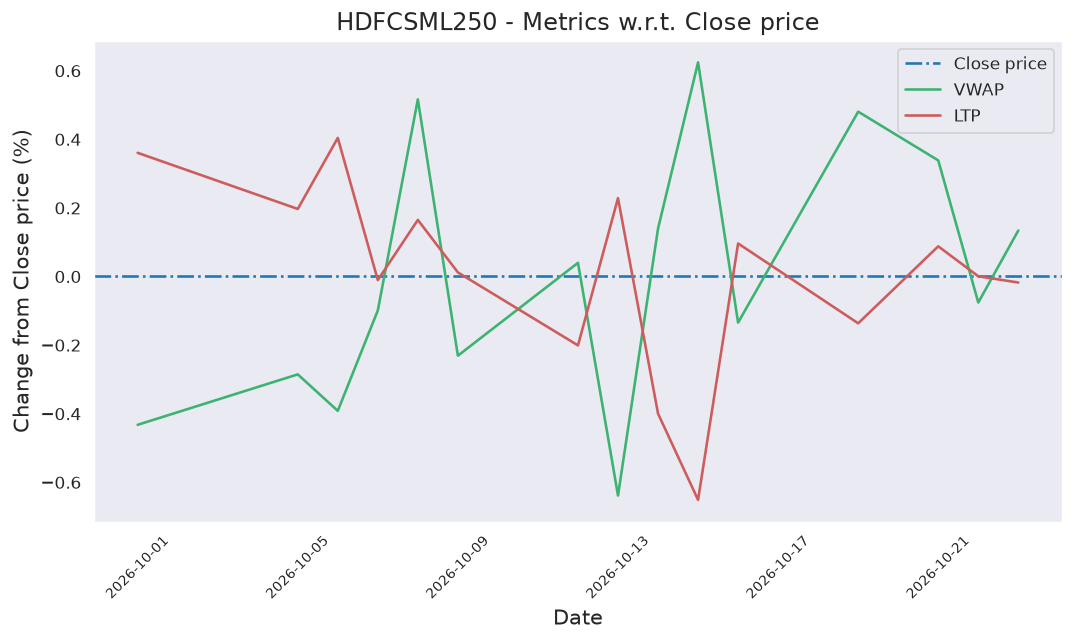 HDFCSML250 - Metrics w.r.t. Close price
Close price
VWAP
LTP
Change from Close price (%)
0.6
0.4
0.2
0.0
−0.2
−0.4
−0.6
2026-10-01
2026-10-05
2026-10-09
2026-10-13
2026-10-17
2026-10-21
Date